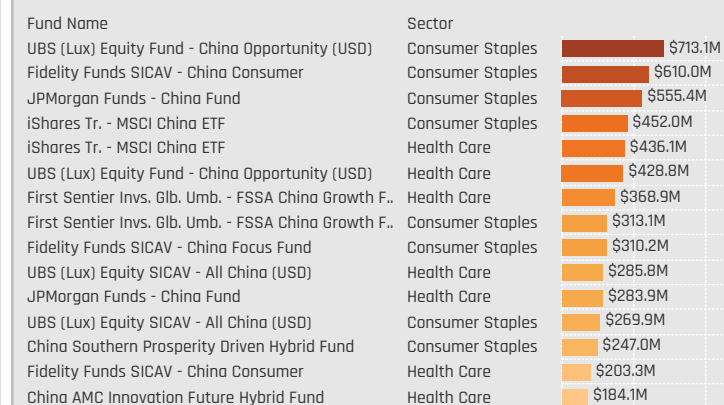 Fund Name Sector
UBS (Lux) Equity Fund - China Opportunity (USD) Consumer Staples $713.1M
Fidelity Funds SICAV - China Consumer Consumer Staples $610.0M
JPMorgan Funds - China Fund Consumer Staples $555.4M
iShares Tr. - MSCI China ETF Consumer Staples $452.0M
iShares Tr. - MSCI China ETF Health Care $436.1M
UBS (Lux) Equity Fund - China Opportunity (USD) Health Care $428.8M
First Sentier Invs. Glb. Umb. - FSSA China Growth F.. Health Care $368.9M
First Sentier Invs. Glb. Umb. - FSSA China Growth F.. Consumer Staples $313.1M
Fidelity Funds SICAV - China Focus Fund Consumer Staples $310.2M
UBS (Lux) Equity SICAV - All China (USD) Health Care $285.8M
JPMorgan Funds - China Fund Health Care $283.9M
UBS (Lux) Equity SICAV - All China (USD) Consumer Staples $269.9M
China Southern Prosperity Driven Hybrid Fund Consumer Staples $247.0M
Fidelity Funds SICAV - China Consumer Health Care $203.3M
China AMC Innovation Future Hybrid Fund Health Care $184.1M